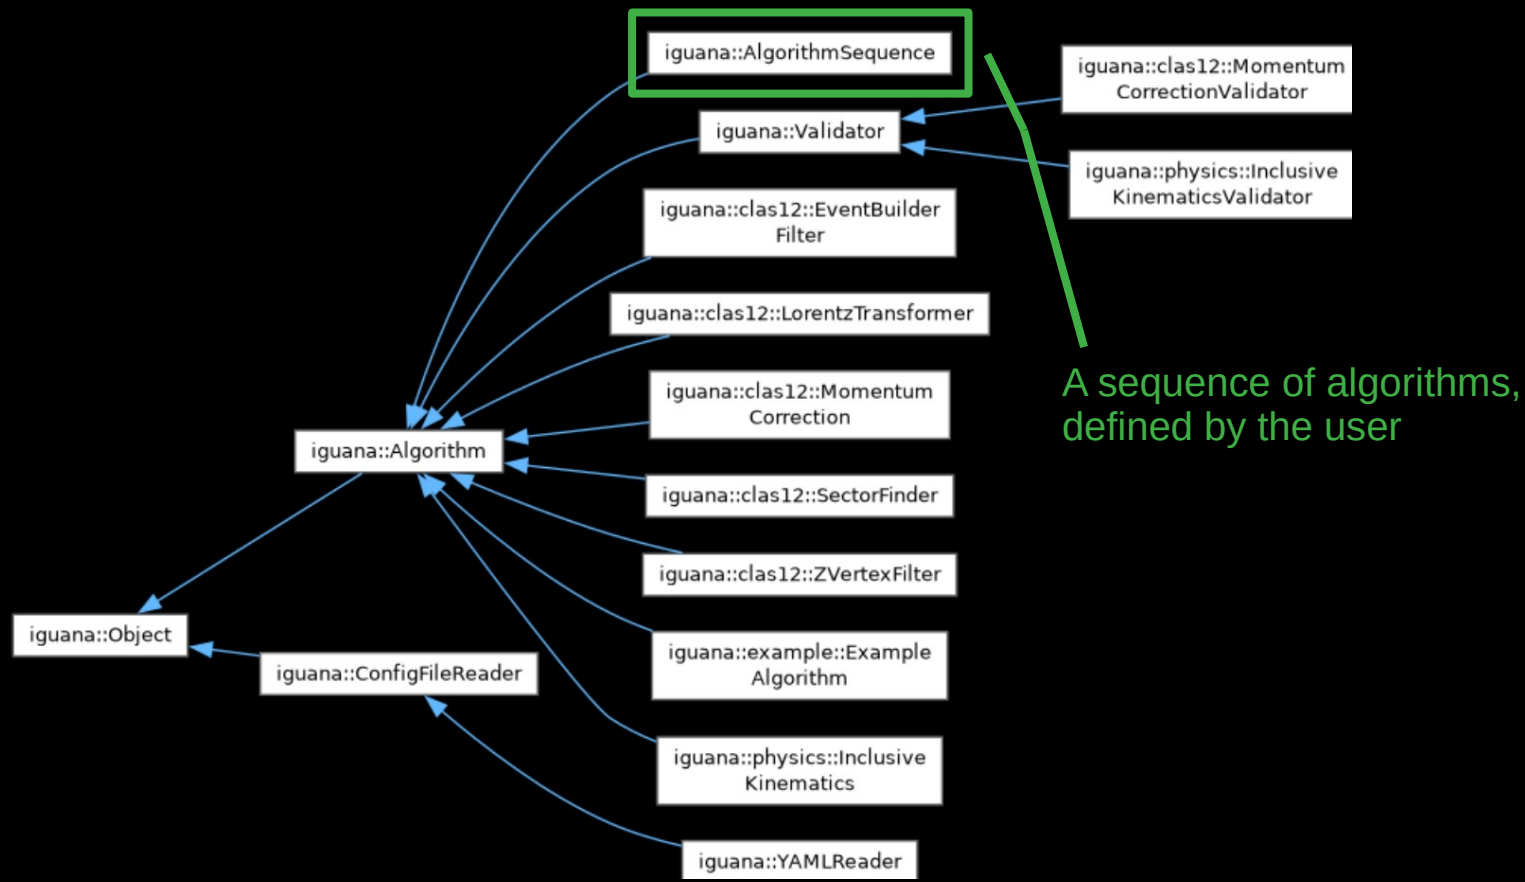 iguana::AlgorithmSequence
iguana::clas12::Momentum
CorrectionValidator
iguana::Validator
iguana::physics::Inclusive
KinematicsValidator
iguana::clas12::EventBuilder
Filter
iguana::clas12::LorentzTransformer
iguana::clas12::Momentum
Correction
A sequence of algorithms,
defined by the user
iguana::Algorithm
iguana::clas12::SectorFinder
iguana::clas12::ZVertexFilter
iguana::Object
iguana::example::Example
Algorithm
iguana::ConfigFileReader
iguana::physics::Inclusive
Kinematics
iguana::YAMLReader